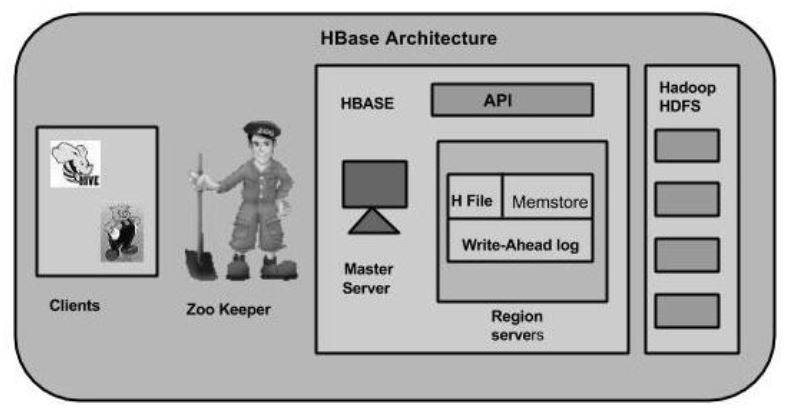 HBase Architecture
HIVE
Clients
Zoo Keeper
HBASE
API
Master
Server
H File
Memstore
Write-Ahead log
Region
servers
Hadoop
HDFS